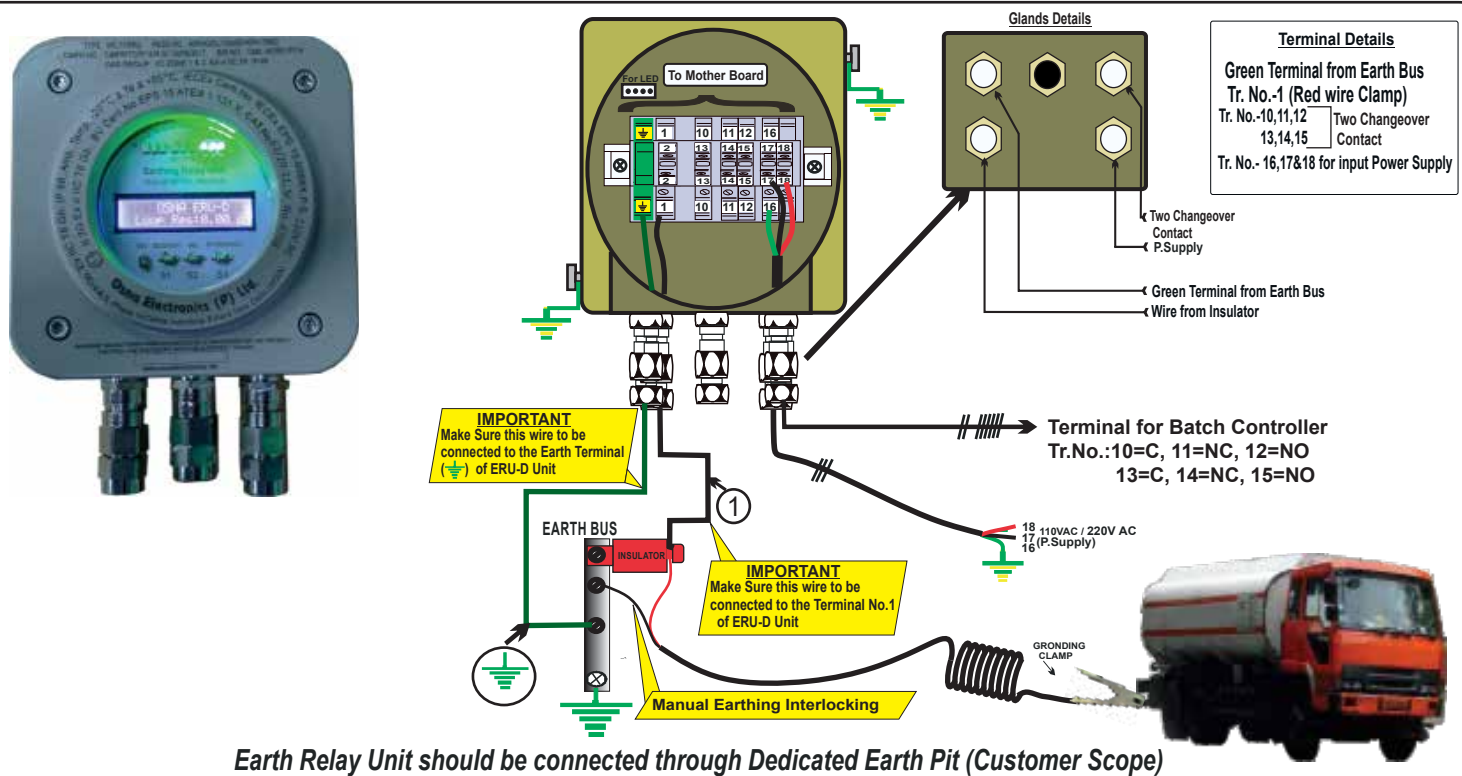 OSNA ERU-D
Osna Electronics (P) Ltd.
For LED
To Mother Board
1 10 11 12 16
2 13 14 15 17 18
2 13 14 15 17 18
1 10 11 12 16
Glands Details
Two Changeover
Contact
P.Supply
Green Terminal from Earth Bus
Wire from Insulator
Terminal Details
Green Terminal from Earth Bus
Tr. No.-1 (Red wire Clamp)
Tr. No.-10,11,12 Two Changeover
13,14,15 Contact
Tr. No.- 16,17&18 for input Power Supply
IMPORTANT
Make Sure this wire to be
connected to the Earth Terminal
( ) of ERU-D Unit
1
Terminal for Batch Controller
Tr.No.:10=C, 11=NC, 12=NO
13=C, 14=NC, 15=NO
EARTH BUS
INSULATOR
IMPORTANT
Make Sure this wire to be
connected to the Terminal No.1
of ERU-D Unit
18 110VAC / 220V AC
17 (P.Supply)
16
GRONDING
CLAMP
Manual Earthing Interlocking
Earth Relay Unit should be connected through Dedicated Earth Pit (Customer Scope)